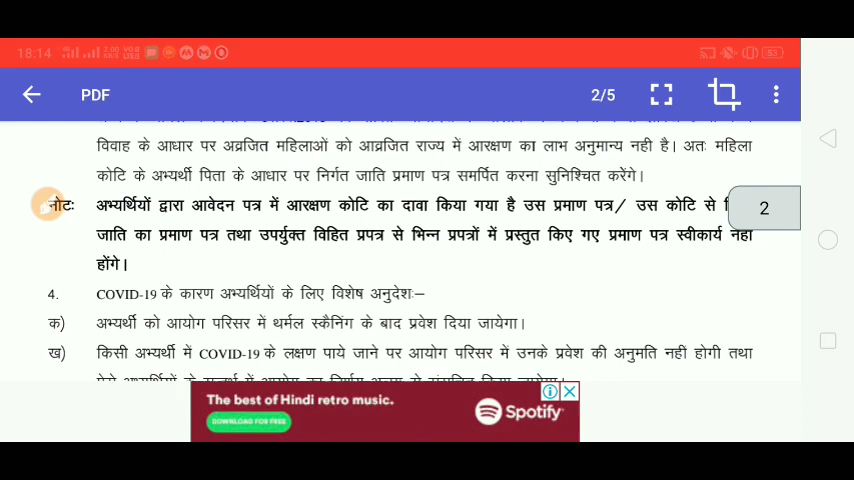 18:14
53
PDF
2/5
विवाह के आधार पर अव्रजित महिलाओं को आव्रजित राज्य में आरक्षण का लाभ अनुमान्य नही है। अतः महिला
कोटि के अभ्यर्थी पिता के आधार पर निर्गत जाति प्रमाण पत्र समर्पित करना सुनिश्चित करेंगे।
नोटः अभ्यर्थियों द्वारा आवेदन पत्र में आरक्षण कोटि का दावा किया गया है उस प्रमाण पत्र/ उस कोटि से
2
जाति का प्रमाण पत्र तथा उपर्युक्त विहित प्रपत्र से भिन्न प्रपत्रों में प्रस्तुत किए गए प्रमाण पत्र स्वीकार्य नहीं
होंगे।
4. COVID-19 के कारण अभ्यर्थियों के लिए विशेष अनुदेशः–
क) अभ्यर्थी को आयोग परिसर में थर्मल स्कैनिंग के बाद प्रवेश दिया जायेगा।
ख) किसी अभ्यर्थी में COVID-19 के लक्षण पाये जाने पर आयोग परिसर में उनके प्रवेश की अनुमति नहीं होगी तथा
The best of Hindi retro music.
DOWNLOAD FOR FREE
Spotify